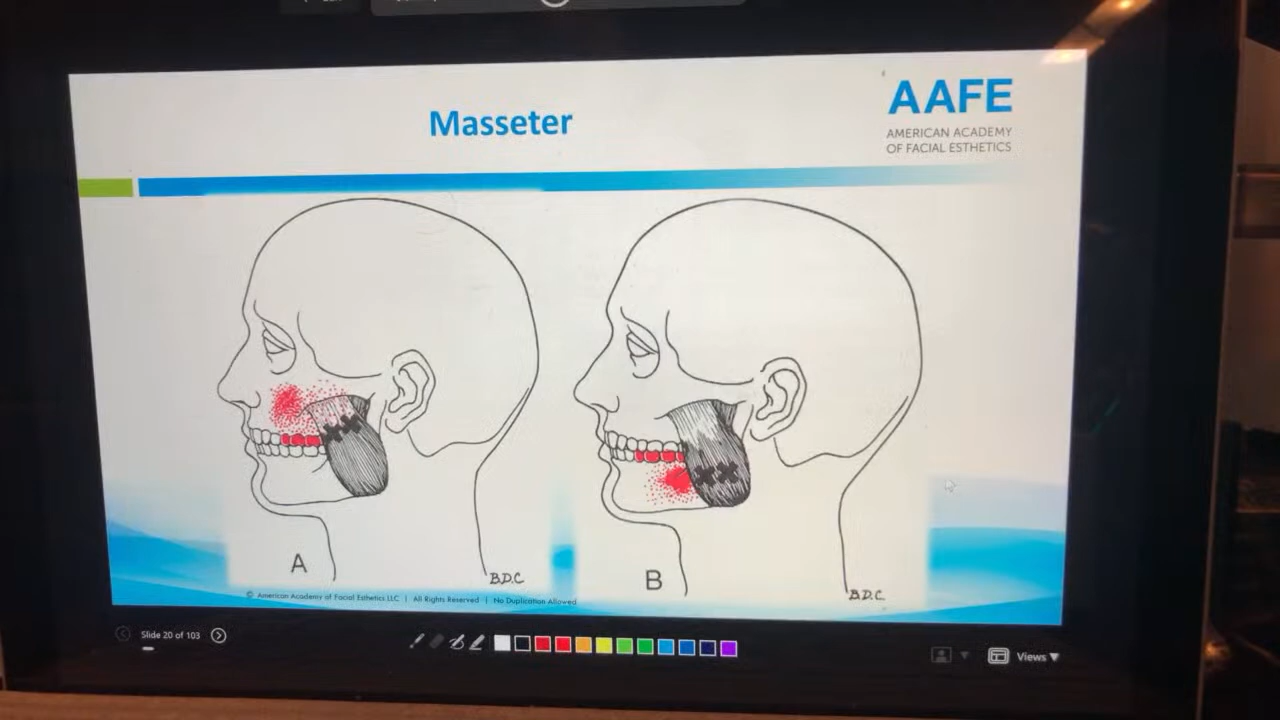 Masseter
AAFE
AMERICAN ACADEMY
OF FACIAL ESTHETICS
A
B.D.C
B
B.D.C.
© American Academy of Facial Esthetics LLC | All Rights Reserved | No Duplication Allowed
Slide 20 of 103
Views